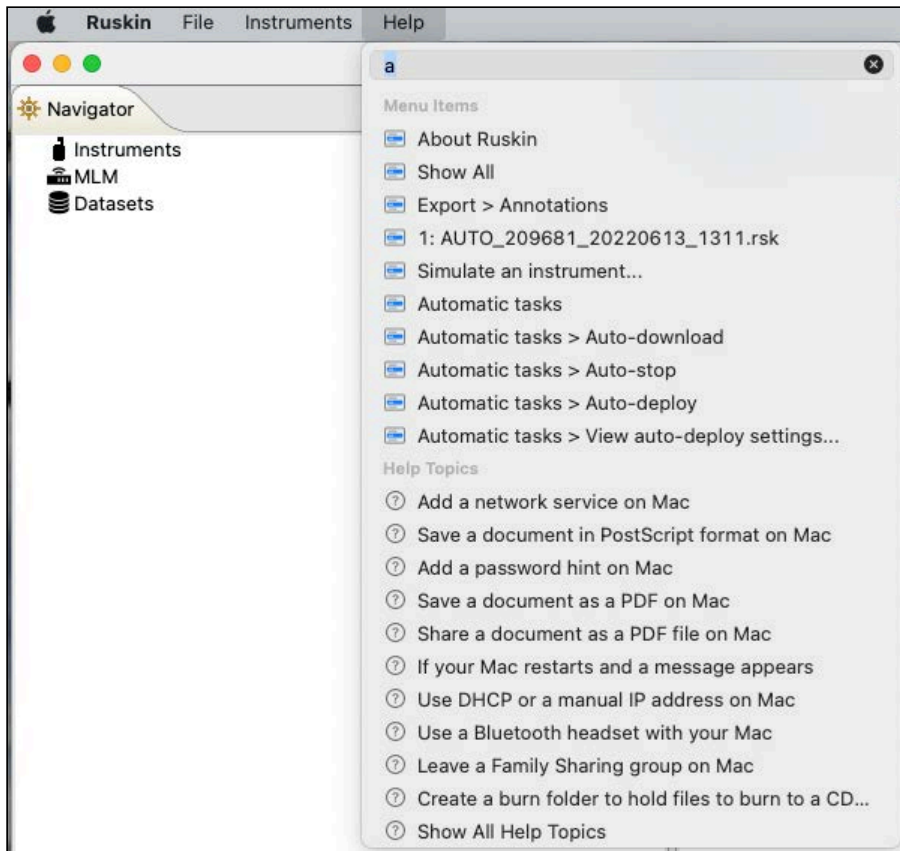 Ruskin File Instruments Help
a
Navigator
Instruments
MLM
Datasets
Menu Items
About Ruskin
Show All
Export > Annotations
1: AUTO_209681_20220613_1311.rsk
Simulate an instrument...
Automatic tasks
Automatic tasks > Auto-download
Automatic tasks > Auto-stop
Automatic tasks > Auto-deploy
Automatic tasks > View auto-deploy settings...
Help Topics
Add a network service on Mac
Save a document in PostScript format on Mac
Add a password hint on Mac
Save a document as a PDF on Mac
Share a document as a PDF file on Mac
If your Mac restarts and a message appears
Use DHCP or a manual IP address on Mac
Use a Bluetooth headset with your Mac
Leave a Family Sharing group on Mac
Create a burn folder to hold files to burn to a CD...
Show All Help Topics